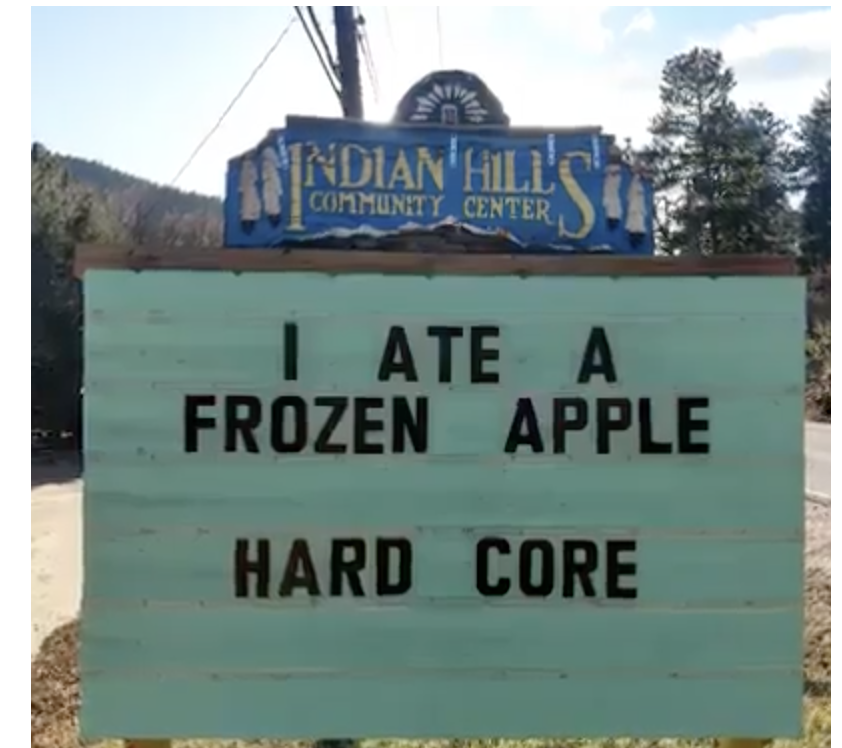 INDIAN HILLS
COMMUNITY CENTER
I ATE A
FROZEN APPLE
HARD CORE